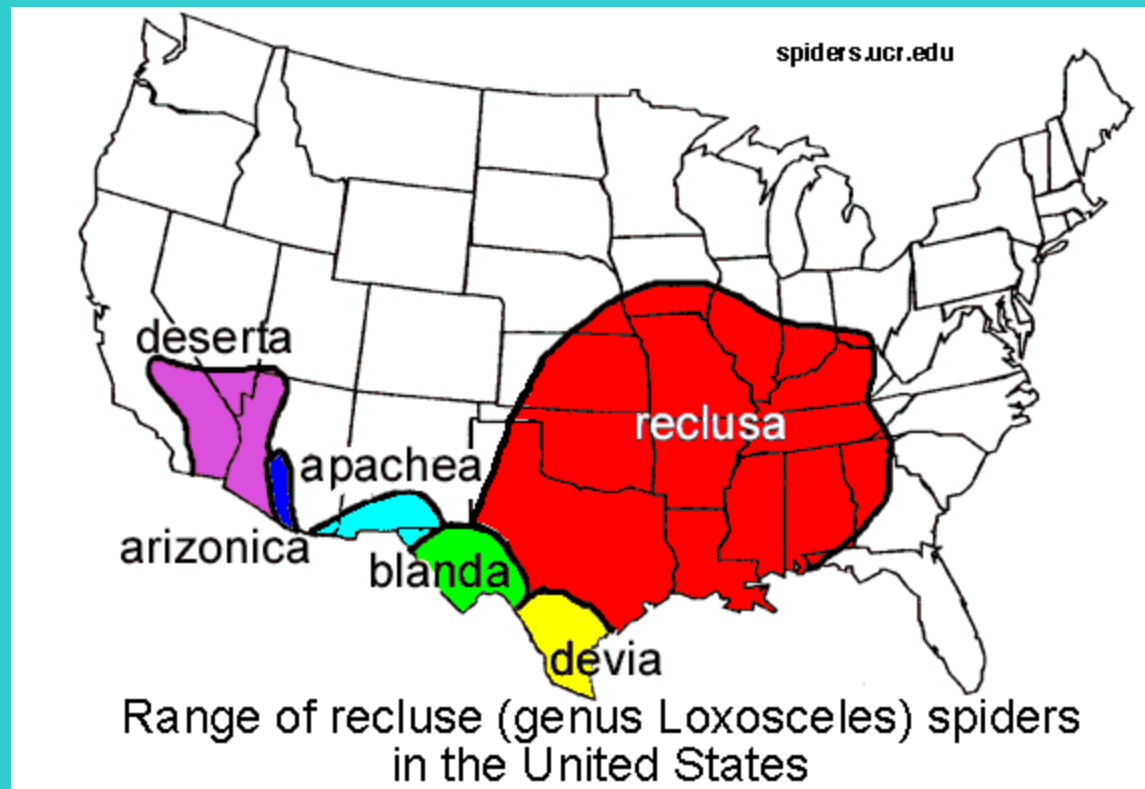 spiders.ucr.edu
deserta
reclusa
apachea
arizonica
blanda
devia
Range of recluse (genus Loxosceles) spiders
in the United States